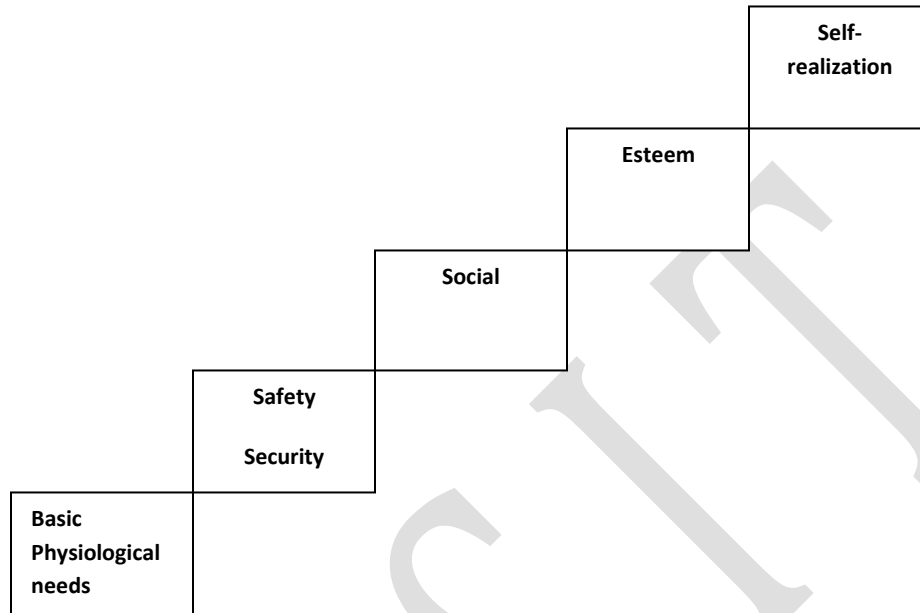 Self-
realization
Esteem
Social
Safety
Security
Basic
Physiological
needs